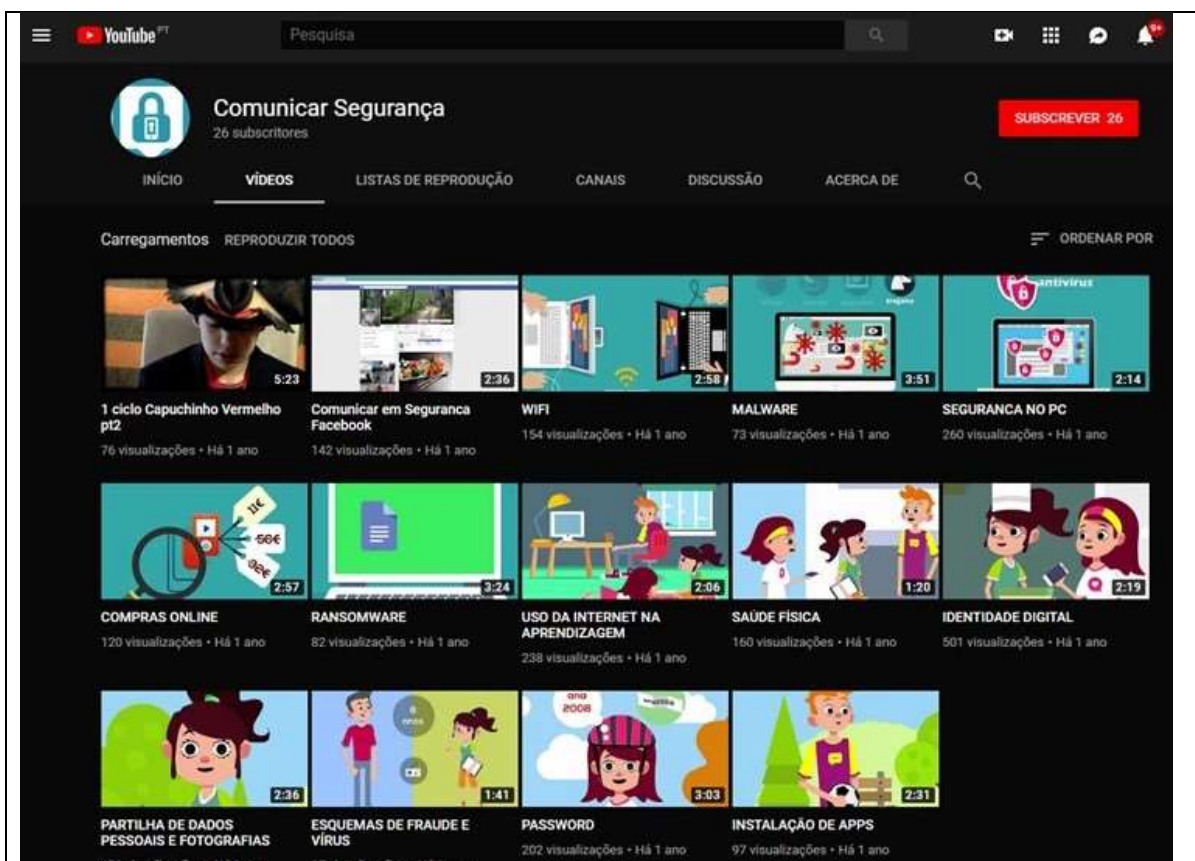 YouTube PT
Pesquisa
9+
Comunicar Segurança
26 subscritores
SUBSCREVER 26
INÍCIO VÍDEOS LISTAS DE REPRODUÇÃO CANAIS DISCUSSÃO ACERCA DE
Carregamentos REPRODUZIR TODOS ORDENAR POR
trojans antivirus
5:23 2:36 2:58 3:51 2:14
1 ciclo Capuchinho Vermelho
pt2
76 visualizações • Há 1 ano
Comunicar em Seguranca
Facebook
142 visualizações • Há 1 ano
WIFI
154 visualizações • Há 1 ano
MALWARE
73 visualizações • Há 1 ano
SEGURANCA NO PC
260 visualizações • Há 1 ano
11€
56€
32€
2:57 3:24 2:06 1:20 2:19
COMPRAS ONLINE
120 visualizações • Há 1 ano
RANSOMWARE
82 visualizações • Há 1 ano
USO DA INTERNET NA
APRENDIZAGEM
238 visualizações • Há 1 ano
SAÚDE FÍSICA
160 visualizações • Há 1 ano
IDENTIDADE DIGITAL
501 visualizações • Há 1 ano
8
anos
ano
2008
2:36 1:41 3:03 2:31
PARTILHA DE DADOS
PESSOAIS E FOTOGRAFIAS
ESQUEMAS DE FRAUDE E
VÍRUS
PASSWORD
202 visualizações • Há 1 ano
INSTALAÇÃO DE APPS
97 visualizações • Há 1 ano